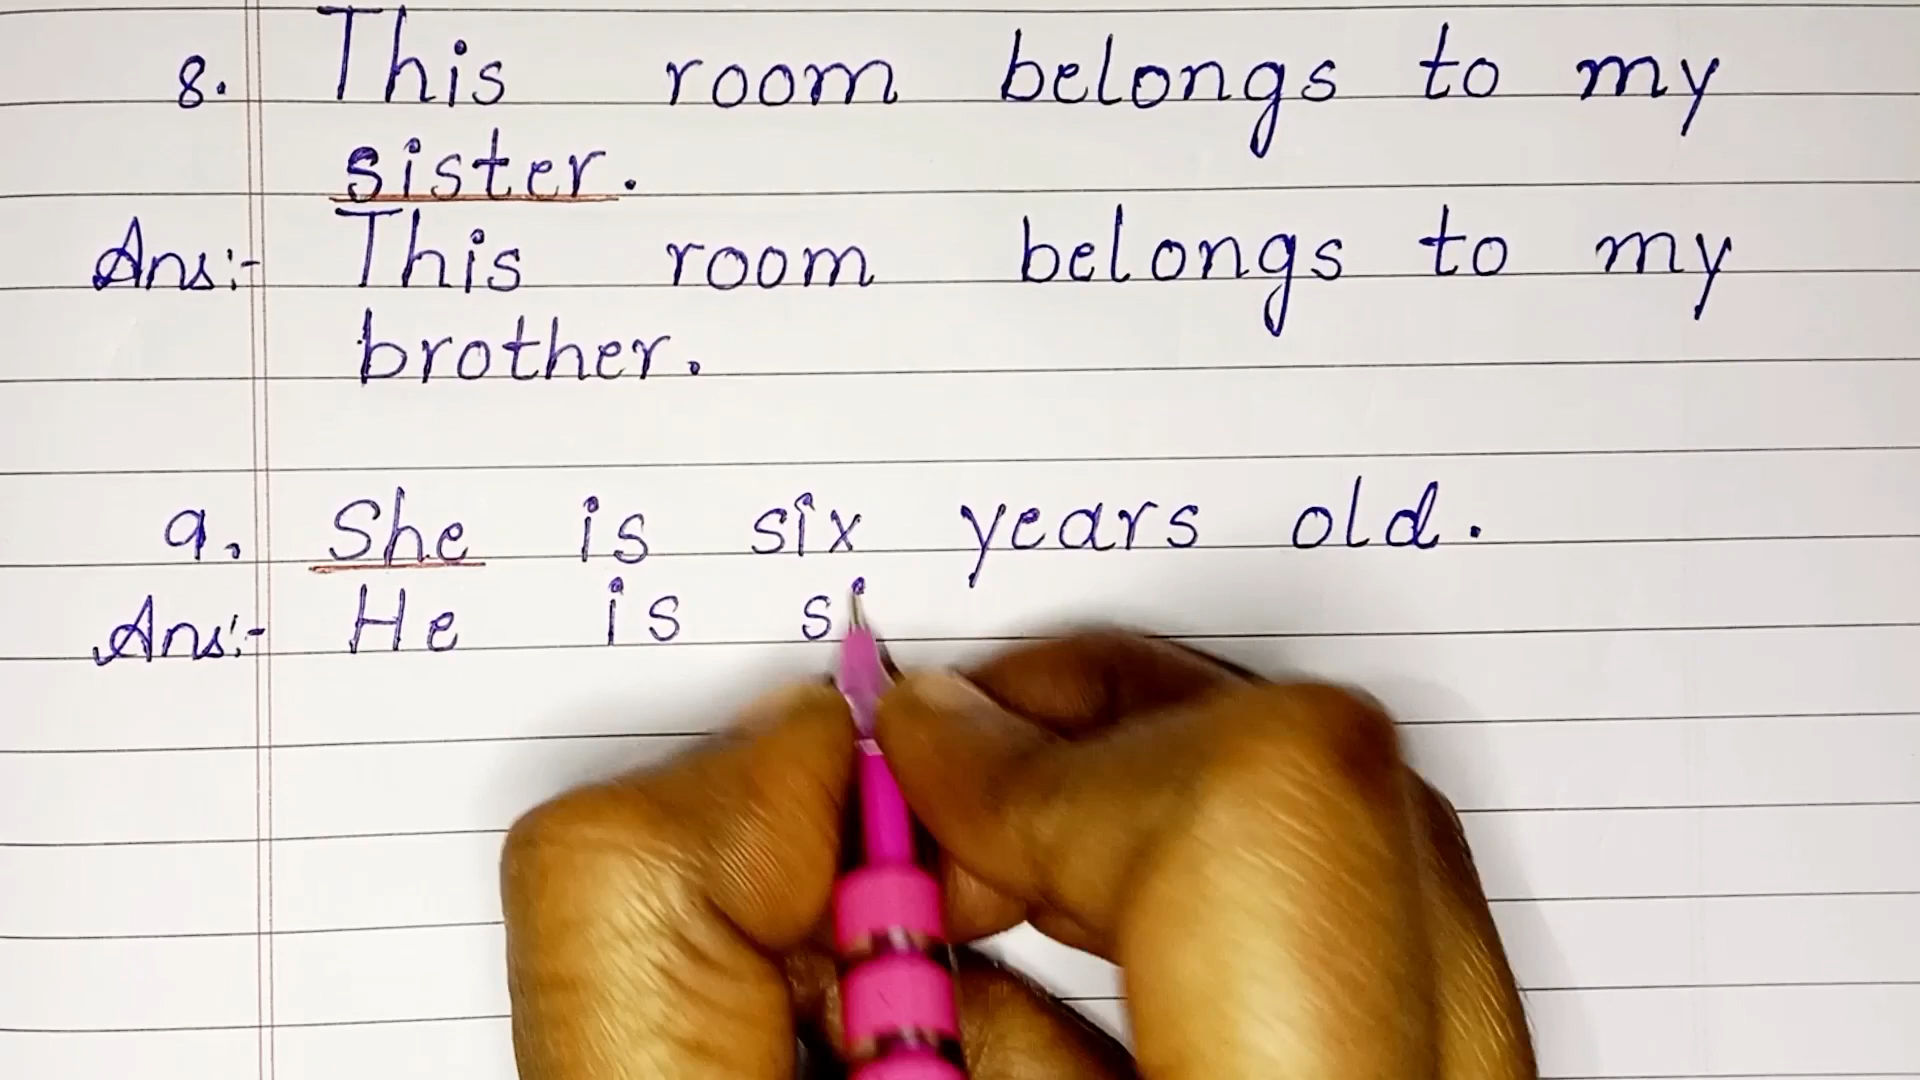 8. This room belongs to my
sister.
Ans:- This room belongs to my
brother.
9. She is six years old.
Ans:- He is si